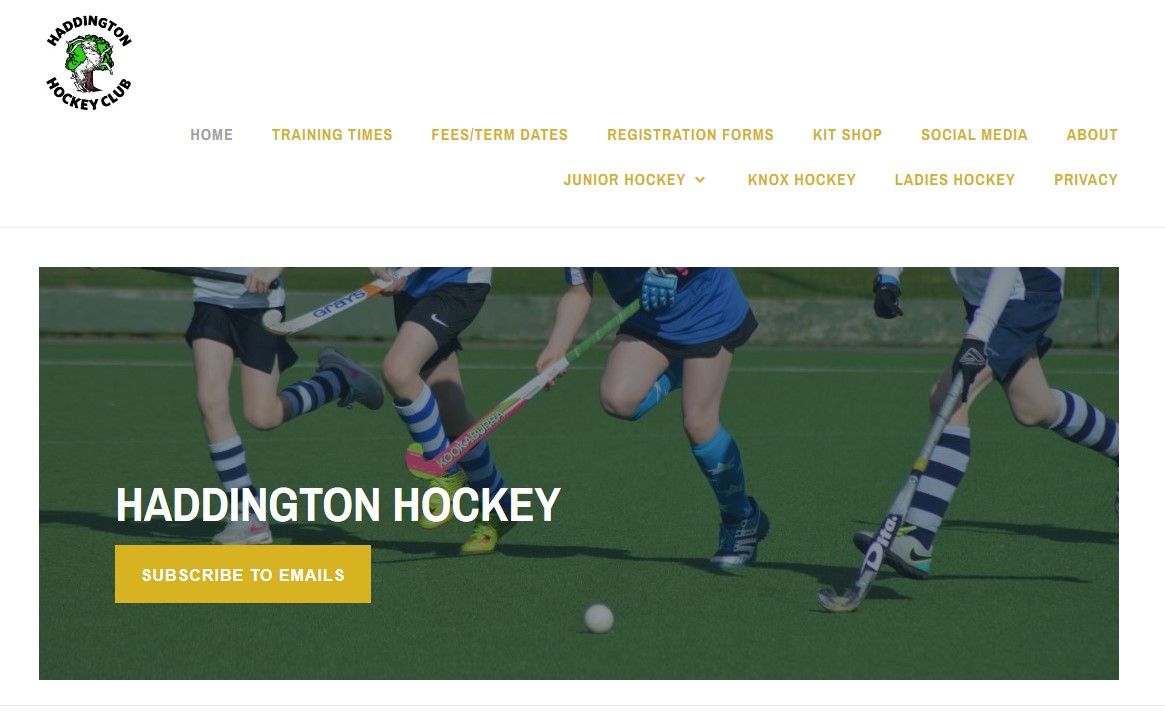 HADDINGTON
HOCKEY CLUB
HOME TRAINING TIMES FEES/TERM DATES REGISTRATION FORMS KIT SHOP SOCIAL MEDIA ABOUT
JUNIOR HOCKEY KNOX HOCKEY LADIES HOCKEY PRIVACY
GRAYS
KOOKABURRA
HADDINGTON HOCKEY
SUBSCRIBE TO EMAILS
Dita.